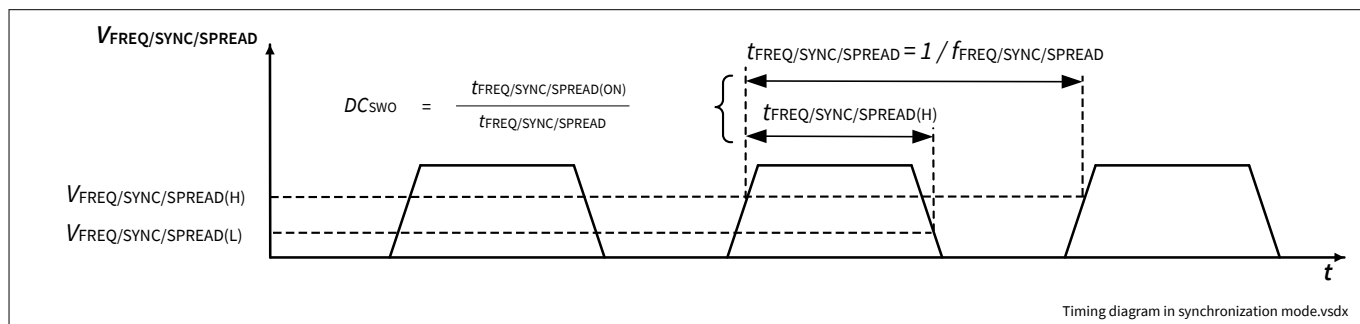 VFREQ/SYNC/SPREAD
tFREQ/SYNC/SPREAD = 1 / fFREQ/SYNC/SPREAD
DCSWO = tFREQ/SYNC/SPREAD(ON)
tFREQ/SYNC/SPREAD
{
tFREQ/SYNC/SPREAD(H)
VFREQ/SYNC/SPREAD(H)
VFREQ/SYNC/SPREAD(L)
t
Timing diagram in synchronization mode.vsdx